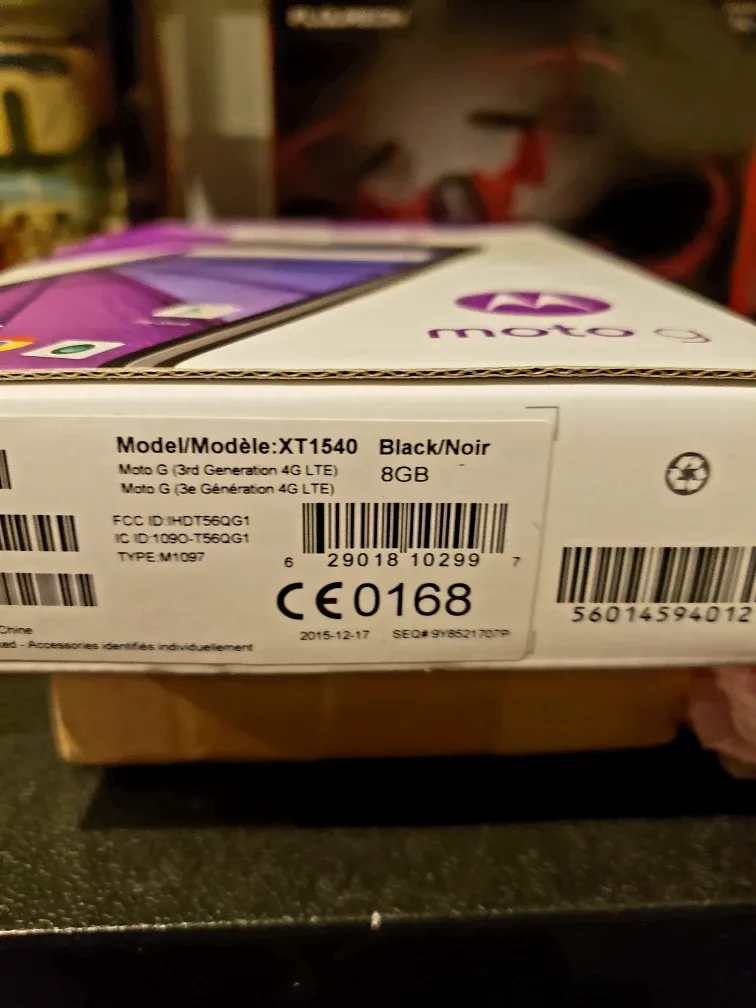 moto g
Model/Modèle:XT1540 Black/Noir
Moto G (3rd Generation 4G LTE) 8GB
Moto G (3e Génération 4G LTE)
FCC ID:IHDT56QG1
IC ID:109O-T56QG1
TYPE:M1097
6 29018 10299 7
CE0168
2015-12-17 SEQ# 9Y8521707P
56014594012
Chine
- Accessories identifiés individuellement